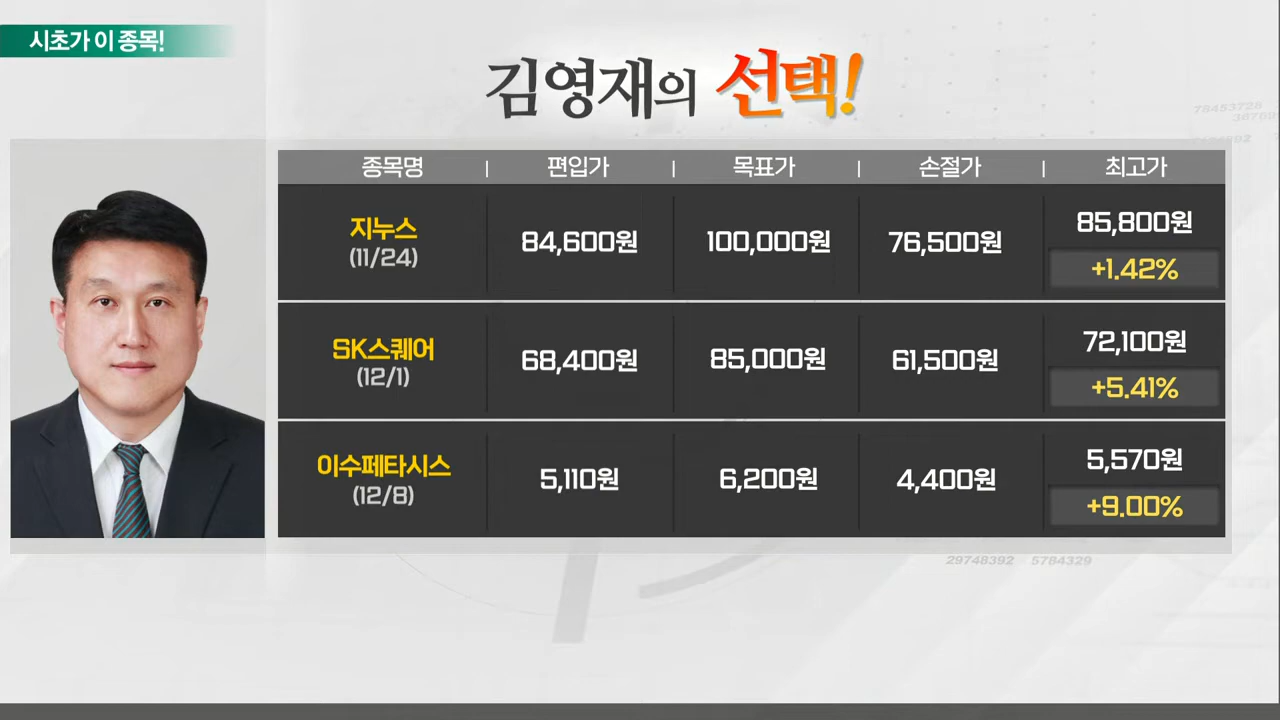 시초가 이 종목!
김영재의 선택!
종목명 | 편입가 | 목표가 | 손절가 | 최고가
지누스 84,600원 100,000원 76,500원 85,800원
(11/24) +1.42%
SK스퀘어 68,400원 85,000원 61,500원 72,100원
(12/1) +5.41%
이수페타시스 5,110원 6,200원 4,400원 5,570원
(12/8) +9.00%
78453728
29748392 5784329